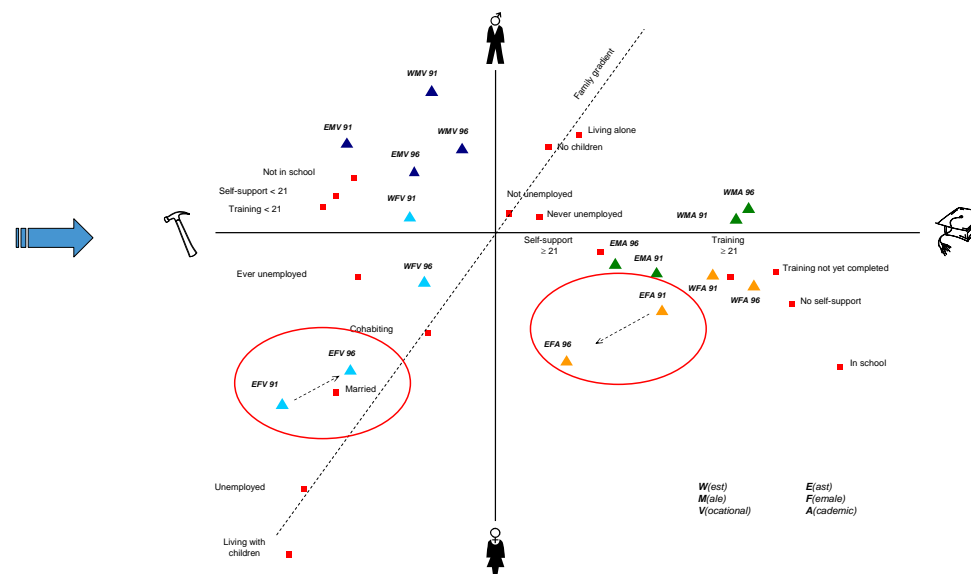 Family gradient
WMV 91
EMV 91
WMV 96
EMV 96
Living alone
No children
Not in school
Self-support < 21
Training < 21
WFV 91
Not unemployed
Never unemployed
WMA 96
WMA 91
Self-support
≥ 21
EMA 96
EMA 91
Training
≥ 21
Training not yet completed
Ever unemployed
WFV 96
EFA 91
WFA 91
WFA 96
No self-support
Cohabiting
EFA 96
EFV 96
EFV 91
Married
In school
Unemployed
Living with
children
W(est)
M(ale)
V(ocational)
E(ast)
F(emale)
A(cademic)